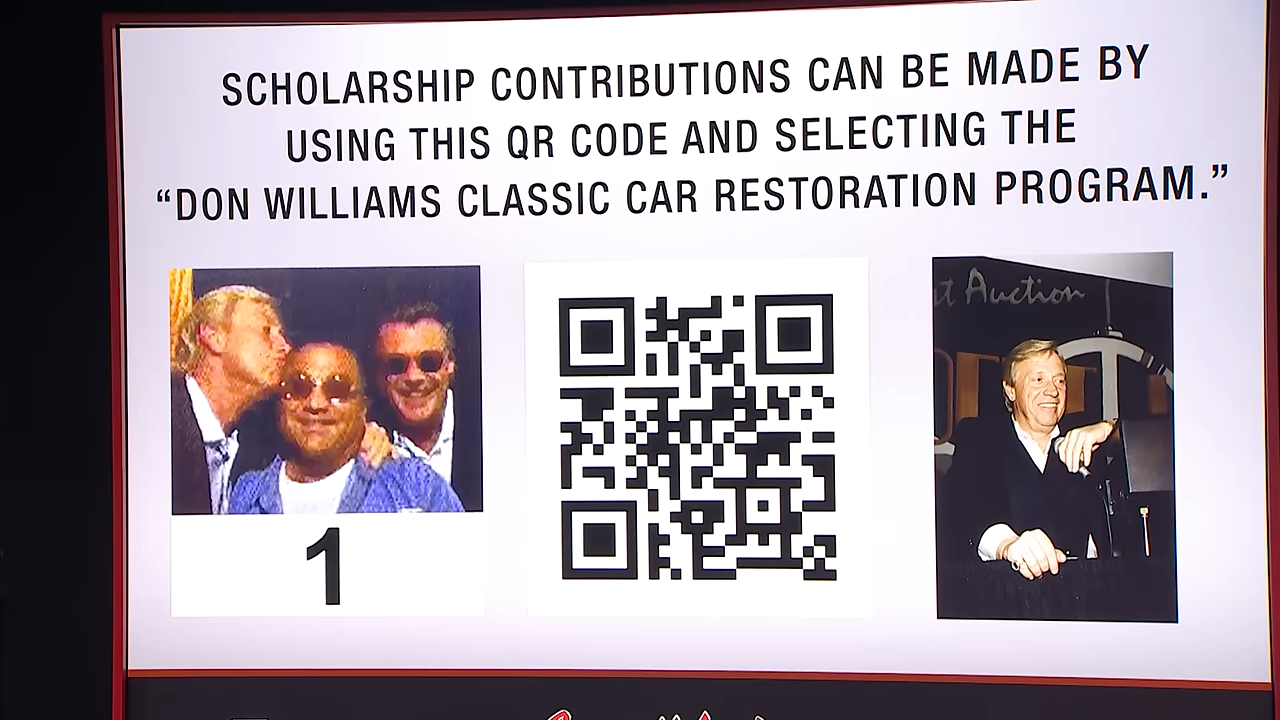 SCHOLARSHIP CONTRIBUTIONS CAN BE MADE BY
USING THIS QR CODE AND SELECTING THE
“DON WILLIAMS CLASSIC CAR RESTORATION PROGRAM.”
Auction
1